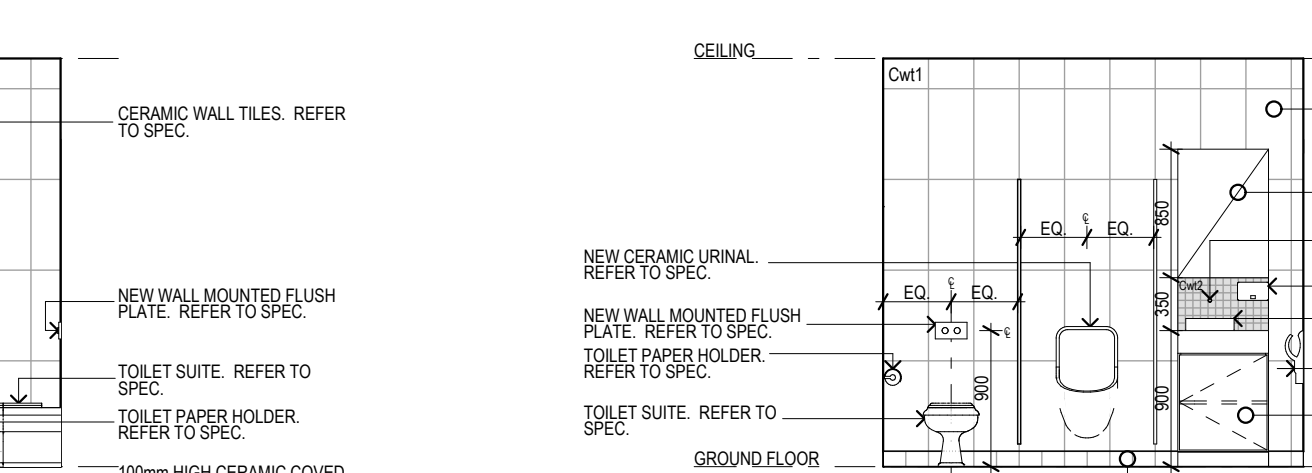 CERAMIC WALL TILES. REFER
TO SPEC.
NEW WALL MOUNTED FLUSH
PLATE. REFER TO SPEC.
TOILET SUITE. REFER TO
SPEC.
TOILET PAPER HOLDER.
REFER TO SPEC.
100mm HIGH CERAMIC COVED
CEILING
NEW CERAMIC URINAL.
REFER TO SPEC.
NEW WALL MOUNTED FLUSH
PLATE. REFER TO SPEC.
TOILET PAPER HOLDER.
REFER TO SPEC.
TOILET SUITE. REFER TO
SPEC.
GROUND FLOOR
Cwt1
EQ. ℄ EQ.
EQ. ℄ EQ.
℄
900
850
350
900
Cwt2